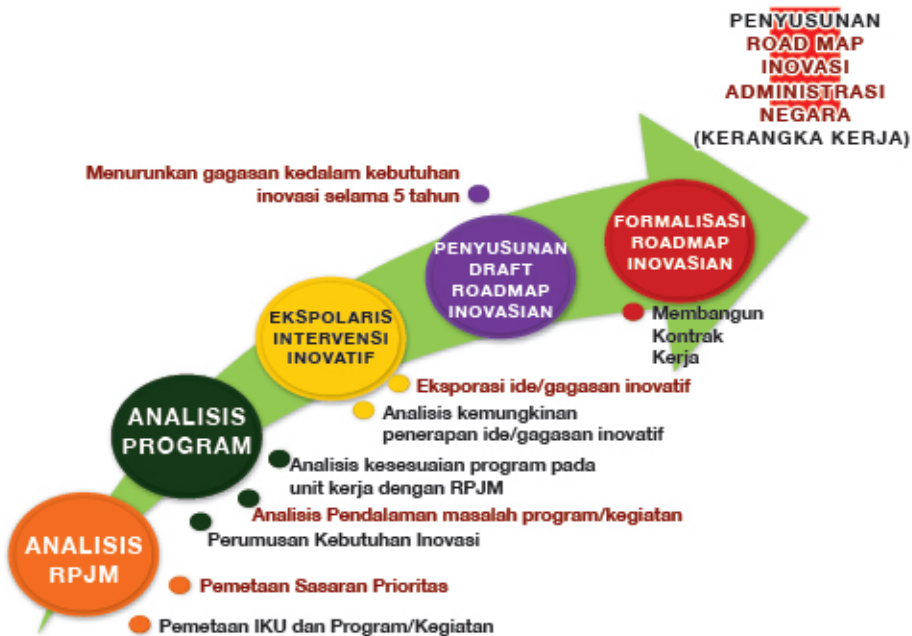 PENYUSUNAN
ROAD MAP
INOVASI
ADMINISTRASI
NEGARA
(KERANGKA KERJA)
Menurunkan gagasan kedalam kebutuhan
inovasi selama 5 tahun
FORMALISASI
ROADMAP
INOVASIAN
PENYUSUNAN
DRAFT
ROADMAP
INOVASIAN
Membangun
Kontrak
Kerja
EKSPOLARIS
INTERVENSI
INOVATIF
Eksporasi ide/gagasan inovatif
Analisis kemungkinan
penerapan ide/gagasan inovatif
ANALISIS
PROGRAM
Analisis kesesuaian program pada
unit kerja dengan RPJM
Analisis Pendalaman masalah program/kegiatan
Perumusan Kebutuhan Inovasi
ANALISIS
RPJM
Pemetaan Sasaran Prioritas
Pemetaan IKU dan Program/Kegiatan